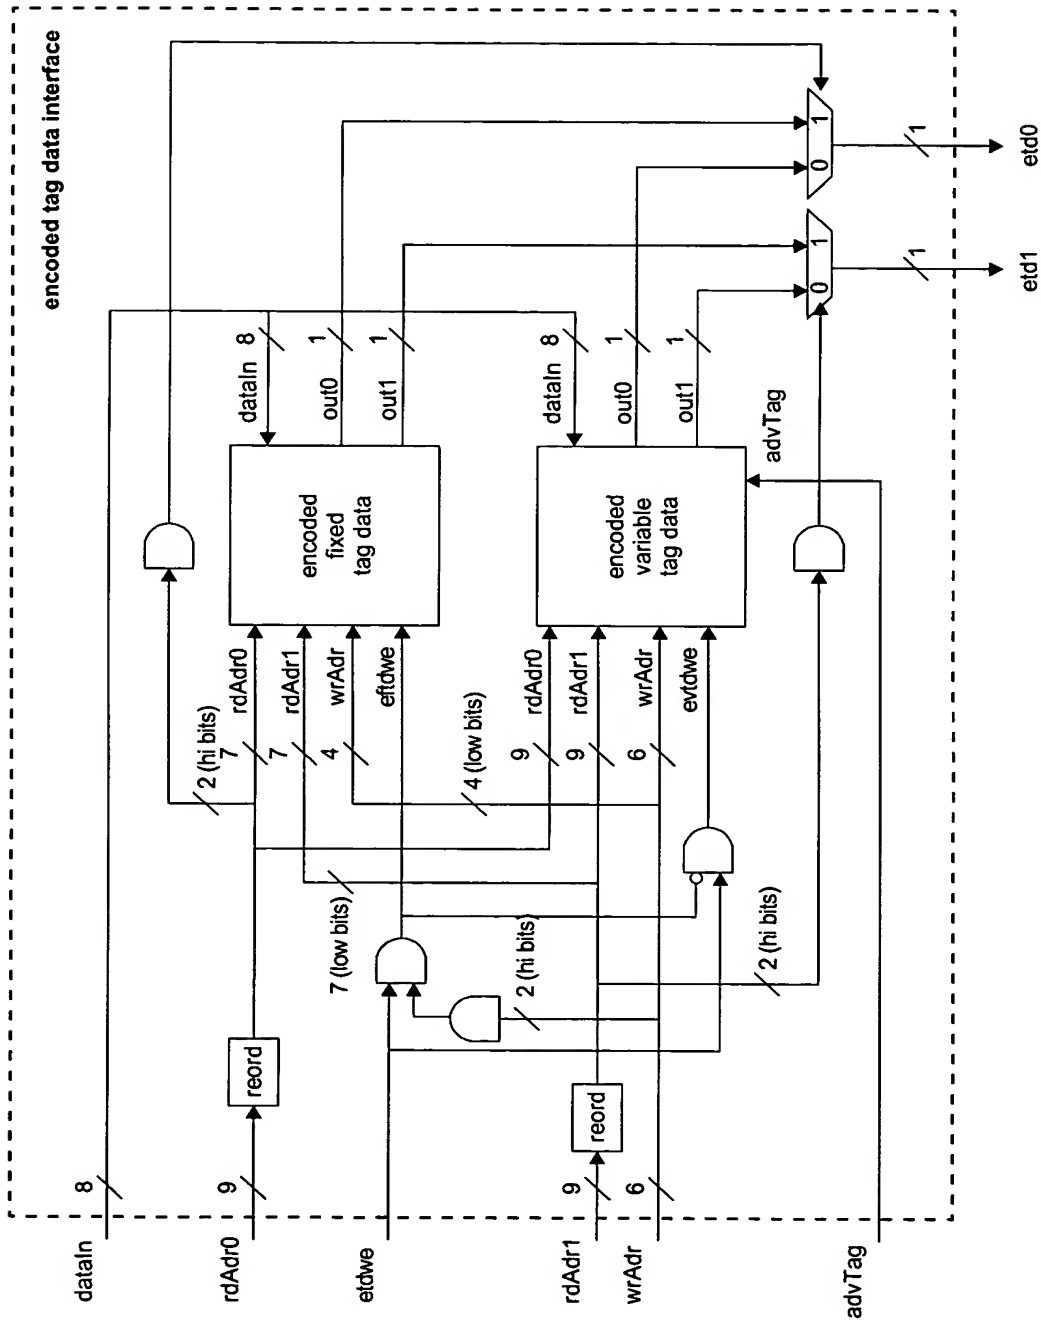 encoded tag data interface
dataIn
8
rdAdr0
9
reord
etdwe
rdAdr1
9
reord
wrAdr
6
advTag
2 (hi bits)
7
rdAdr0
7
rdAdr1
4
wrAdr
eftdwe
7 (low bits)
2 (hi bits)
4 (low bits)
encoded
fixed
tag data
dataIn
8
out0
1
out1
1
9
rdAdr0
9
rdAdr1
6
wrAdr
evtdwe
2 (hi bits)
encoded
variable
tag data
dataIn
8
out0
1
out1
1
advTag
0 1
0 1
1
etd0
1
etd1